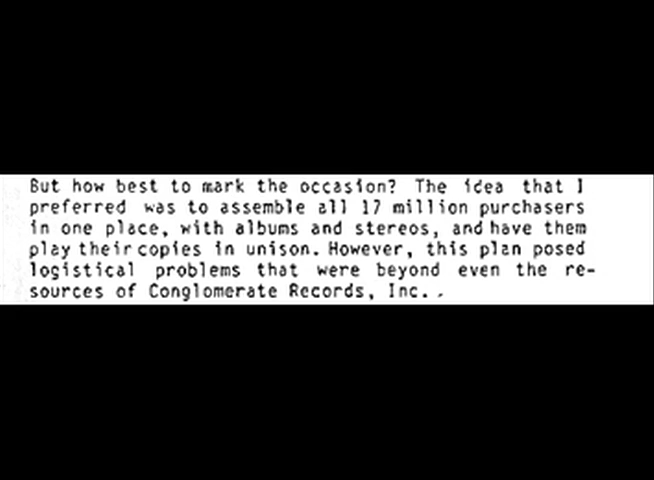 But how best to mark the occasion? The idea that I
preferred was to assemble all 17 million purchasers
in one place, with albums and stereos, and have them
play their copies in unison. However, this plan posed
logistical problems that were beyond even the re-
sources of Conglomerate Records, Inc..